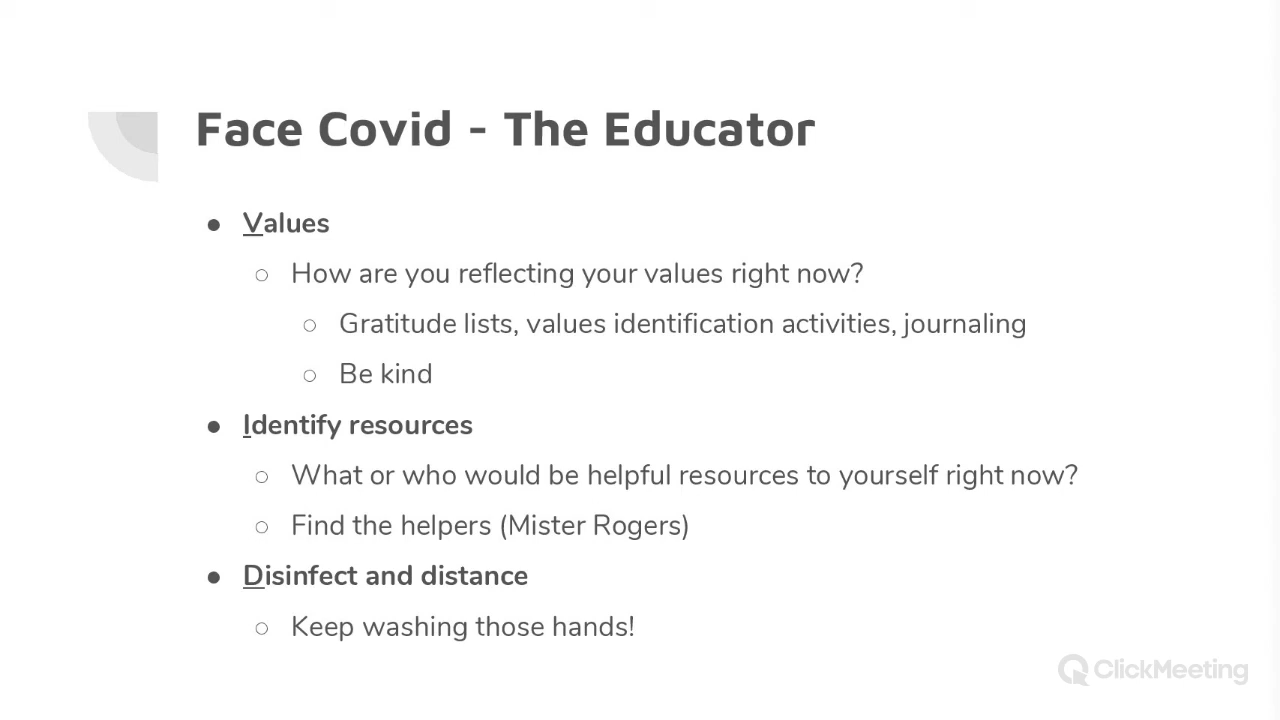 Face Covid - The Educator
● Values
○ How are you reflecting your values right now?
○ Gratitude lists, values identification activities, journaling
○ Be kind
● Identify resources
○ What or who would be helpful resources to yourself right now?
○ Find the helpers (Mister Rogers)
● Disinfect and distance
○ Keep washing those hands!
ClickMeeting